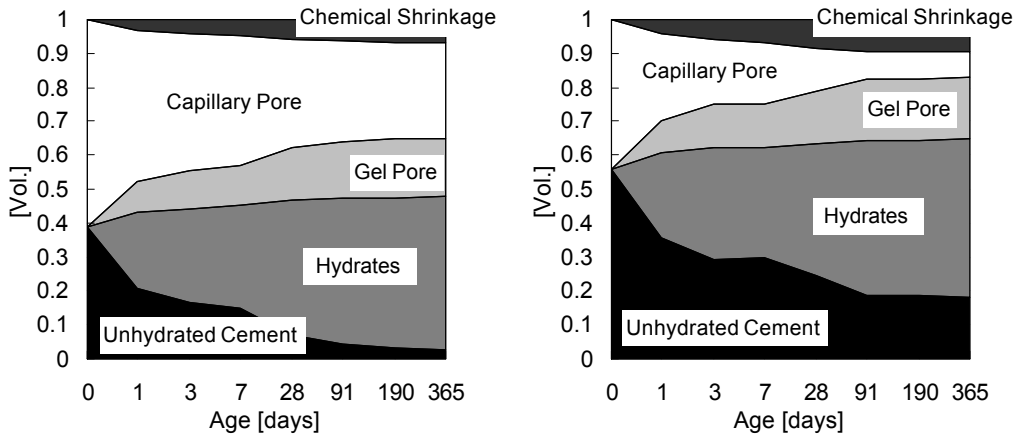 Chemical Shrinkage
1
0.9
0.8
0.7
0.6
0.5
0.4
0.3
0.2
0.1
0
[Vol.]
Capillary Pore
Gel Pore
Hydrates
Unhydrated Cement
0 1 3 7 28 91 190 365
Age [days]
Chemical Shrinkage
1
0.9
0.8
0.7
0.6
0.5
0.4
0.3
0.2
0.1
0
[Vol.]
Capillary Pore
Gel Pore
Hydrates
Unhydrated Cement
0 1 3 7 28 91 190 365
Age [days]